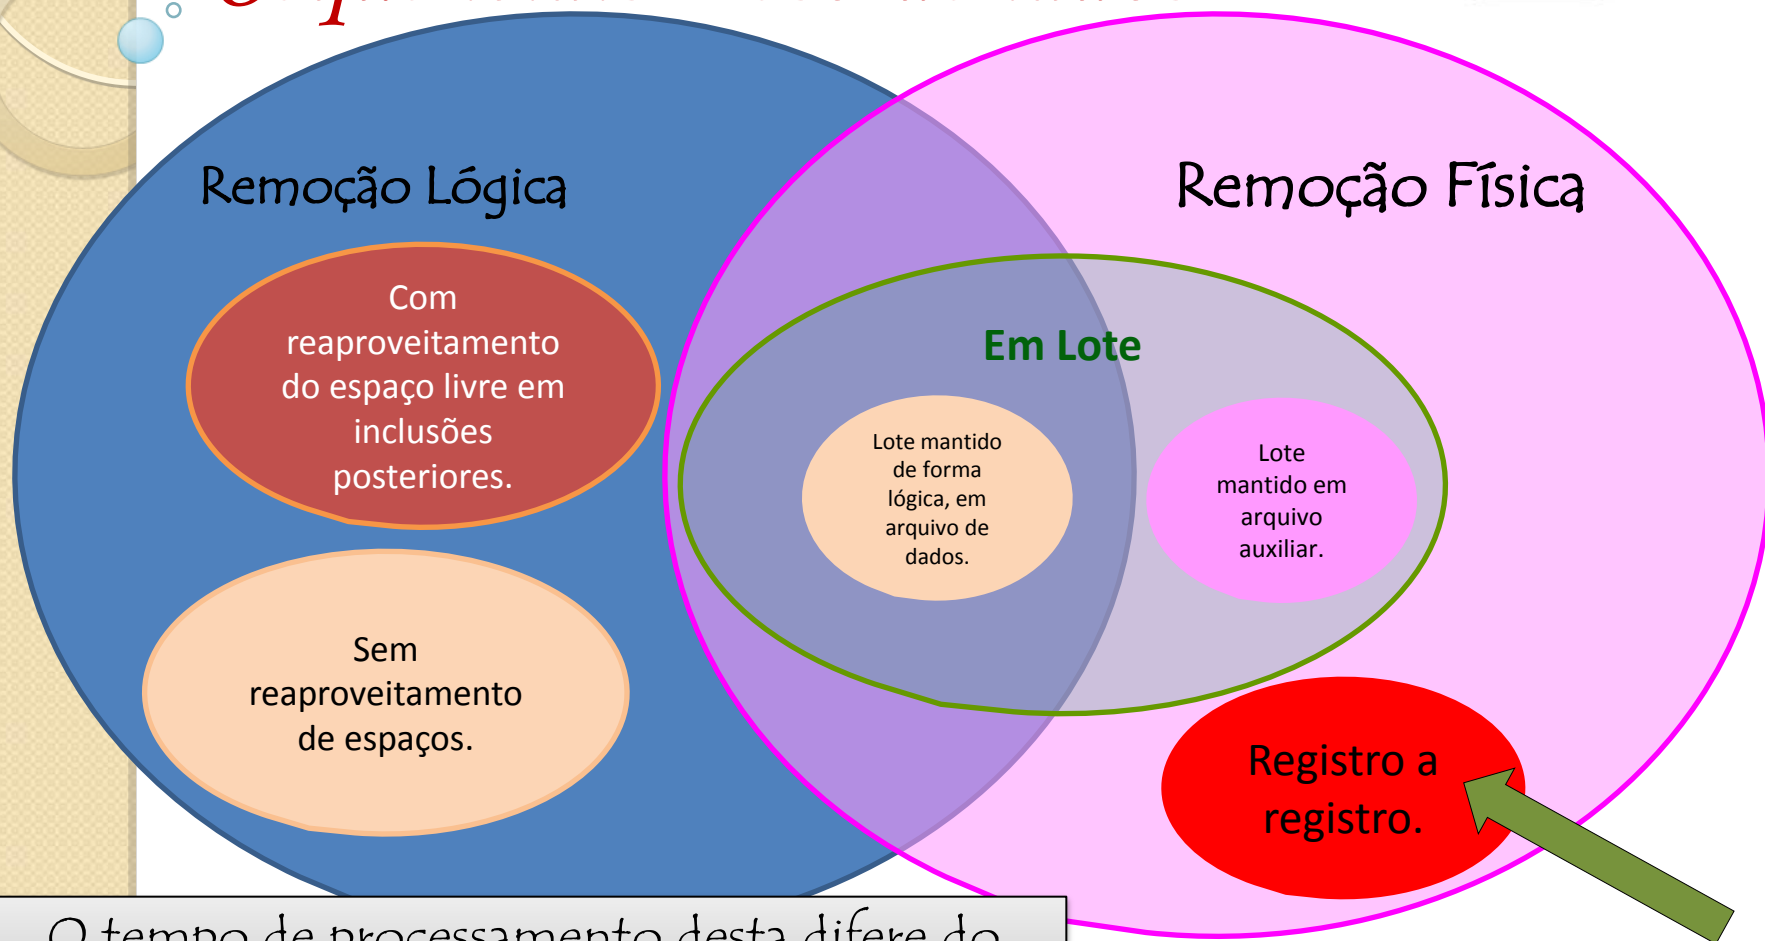 Remoção Lógica
Remoção Física
Com
reaproveitamento
do espaço livre em
inclusões
posteriores.
Em Lote
Lote mantido
de forma
lógica, em
arquivo de
dados.
Lote
mantido em
arquivo
auxiliar.
Sem
reaproveitamento
de espaços.
Registro a
registro.
O tempo de processamento desta difere do